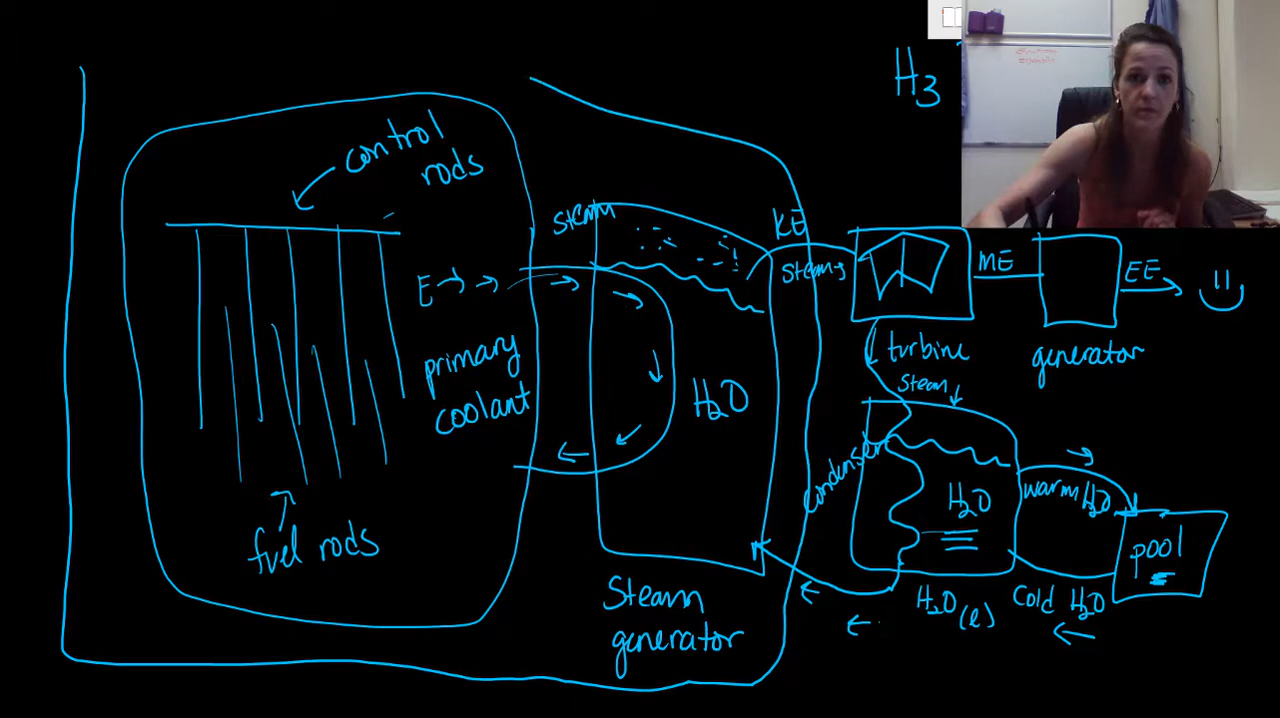 H3
control
rods
steam
KE
E
steam
ME
EE
primary
coolant
H2O
turbine
generator
steam
condenser
H2O
warm H2O
pool
fuel rods
Steam
generator
H2O(l)
Cold H2O